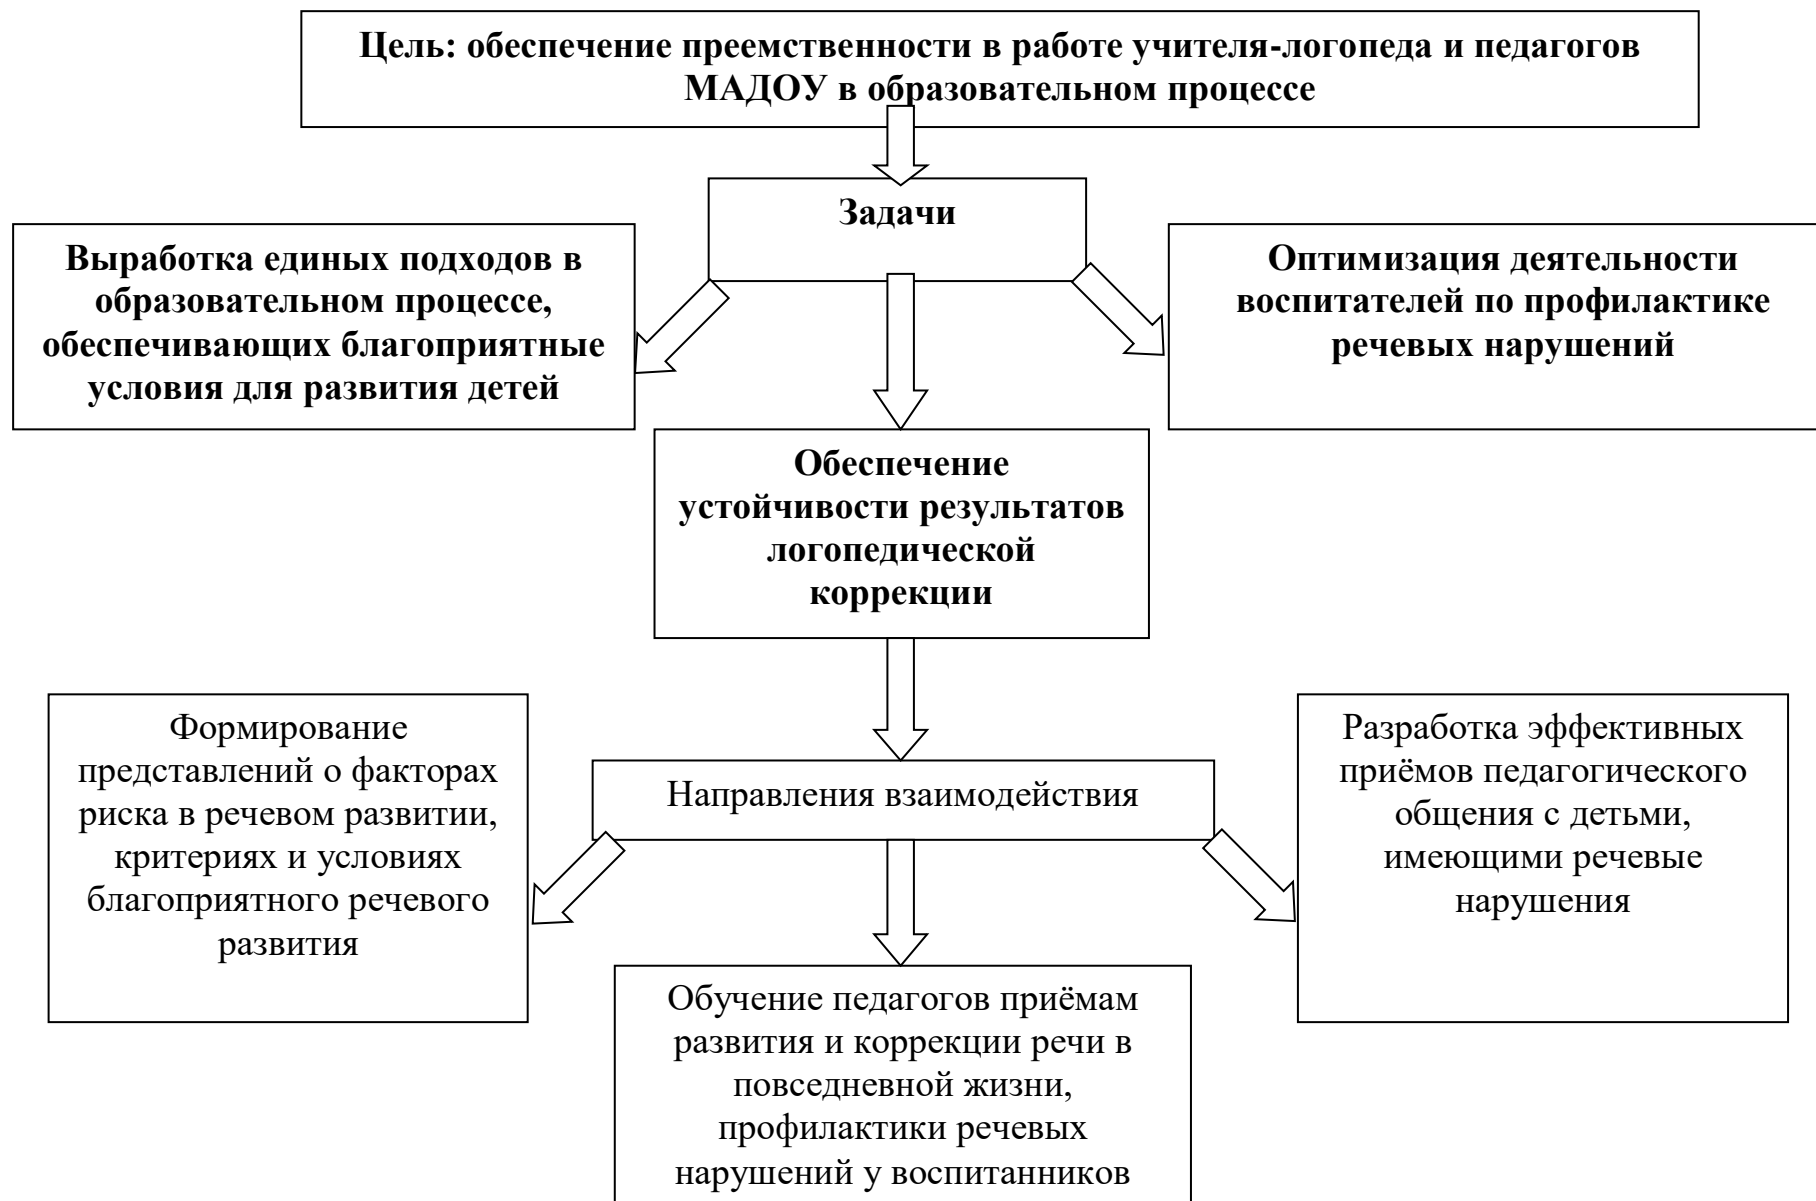 Цель: обеспечение преемственности в работе учителя-логопеда и педагогов
МАДОУ в образовательном процессе
Задачи
Выработка единых подходов в
образовательном процессе,
обеспечивающих благоприятные
условия для развития детей
Оптимизация деятельности
воспитателей по профилактике
речевых нарушений
Обеспечение
устойчивости результатов
логопедической
коррекции
Формирование
представлений о факторах
риска в речевом развитии,
критериях и условиях
благоприятного речевого
развития
Направления взаимодействия
Разработка эффективных
приёмов педагогического
общения с детьми,
имеющими речевые
нарушения
Обучение педагогов приёмам
развития и коррекции речи в
повседневной жизни,
профилактики речевых
нарушений у воспитанников